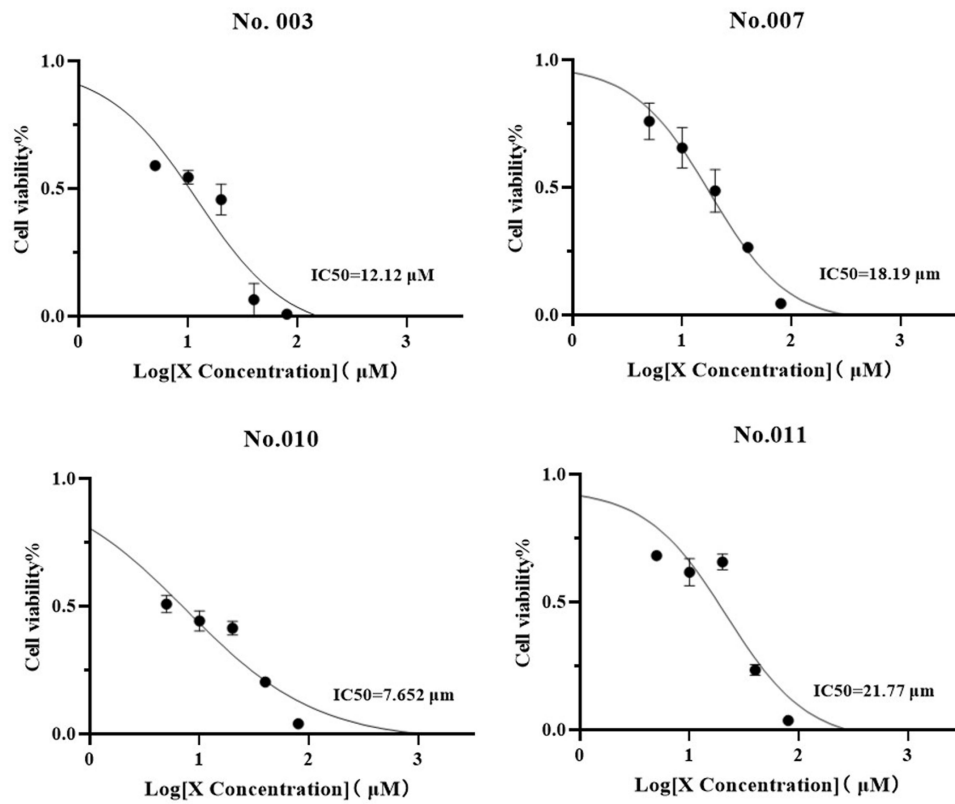 No. 003
1.0
0.5
0.0
Cell viability%
IC50=12.12 μM
0 1 2 3
Log[X Concentration]( μM)
No.007
1.0
0.5
0.0
Cell viability%
IC50=18.19 μm
0 1 2 3
Log[X Concentration]( μM)
No.010
1.0
0.5
0.0
Cell viability%
IC50=7.652 μm
0 1 2 3
Log[X Concentration]( μM)
No.011
1.0
0.5
0.0
Cell viability%
IC50=21.77 μm
0 1 2 3
Log[X Concentration]( μM)